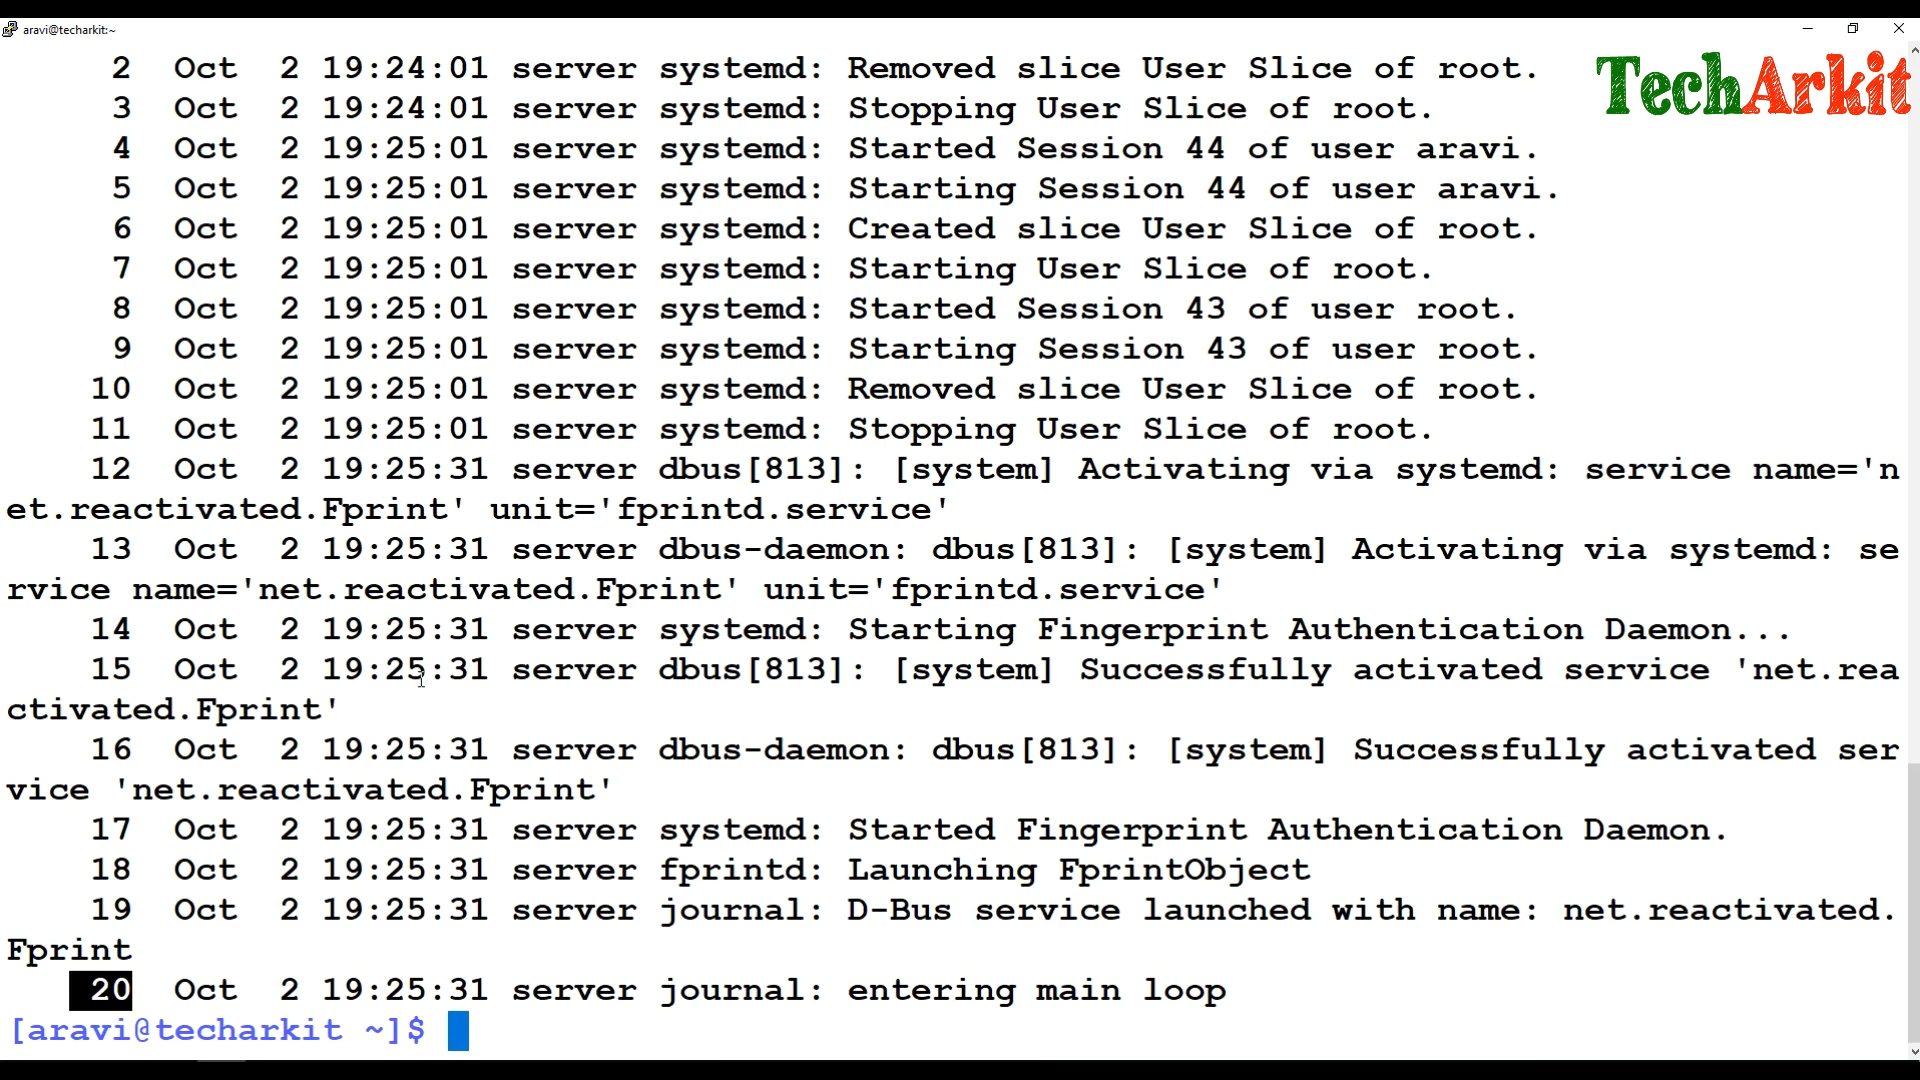 aravi@techarkit:~
TechArkit
2 Oct 2 19:24:01 server systemd: Removed slice User Slice of root.
3 Oct 2 19:24:01 server systemd: Stopping User Slice of root.
4 Oct 2 19:25:01 server systemd: Started Session 44 of user aravi.
5 Oct 2 19:25:01 server systemd: Starting Session 44 of user aravi.
6 Oct 2 19:25:01 server systemd: Created slice User Slice of root.
7 Oct 2 19:25:01 server systemd: Starting User Slice of root.
8 Oct 2 19:25:01 server systemd: Started Session 43 of user root.
9 Oct 2 19:25:01 server systemd: Starting Session 43 of user root.
10 Oct 2 19:25:01 server systemd: Removed slice User Slice of root.
11 Oct 2 19:25:01 server systemd: Stopping User Slice of root.
12 Oct 2 19:25:31 server dbus[813]: [system] Activating via systemd: service name='n
et.reactivated.Fprint' unit='fprintd.service'
13 Oct 2 19:25:31 server dbus-daemon: dbus[813]: [system] Activating via systemd: se
rvice name='net.reactivated.Fprint' unit='fprintd.service'
14 Oct 2 19:25:31 server systemd: Starting Fingerprint Authentication Daemon...
15 Oct 2 19:25:31 server dbus[813]: [system] Successfully activated service 'net.rea
ctivated.Fprint'
16 Oct 2 19:25:31 server dbus-daemon: dbus[813]: [system] Successfully activated ser
vice 'net.reactivated.Fprint'
17 Oct 2 19:25:31 server systemd: Started Fingerprint Authentication Daemon.
18 Oct 2 19:25:31 server fprintd: Launching FprintObject
19 Oct 2 19:25:31 server journal: D-Bus service launched with name: net.reactivated.
Fprint
20 Oct 2 19:25:31 server journal: entering main loop
[aravi@techarkit ~]$